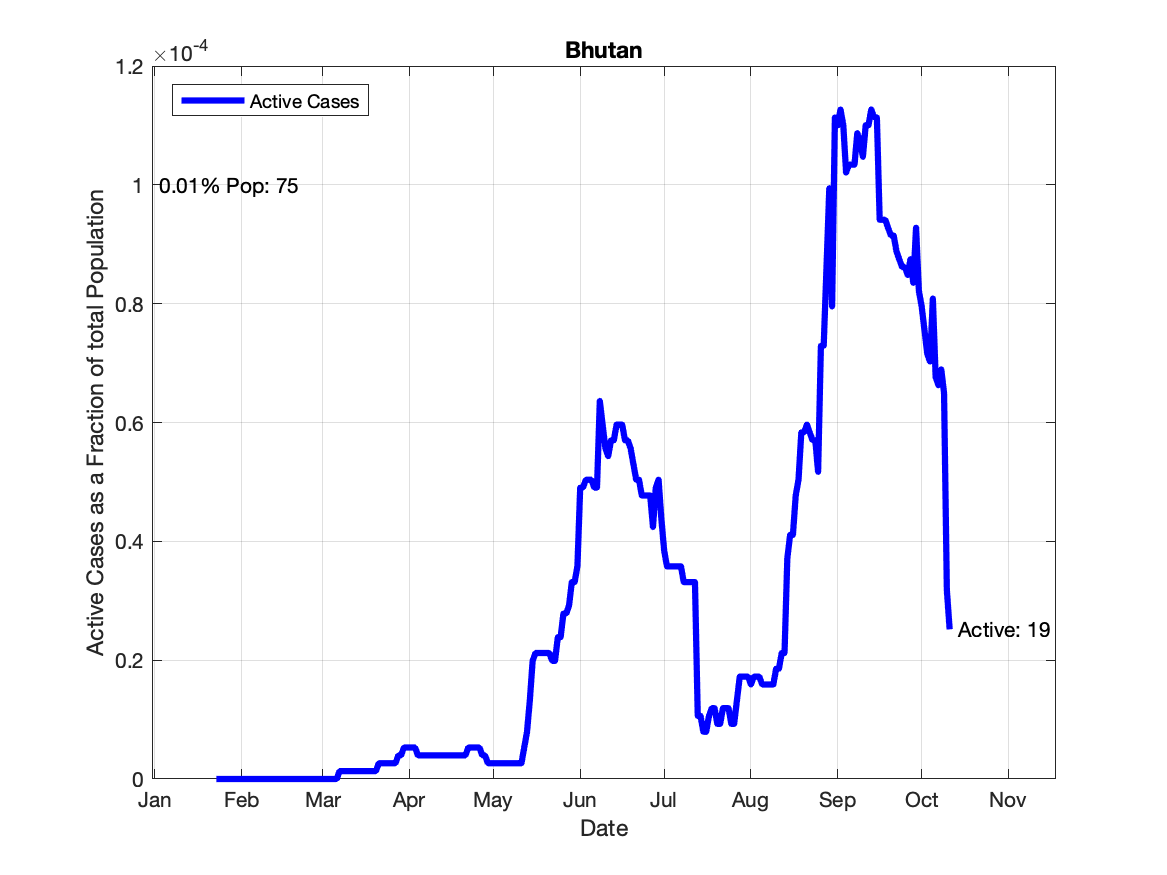 Bhutan
×10-4
1.2
1
0.8
0.6
0.4
0.2
0
Active Cases
0.01% Pop: 75
Active: 19
Active Cases as a Fraction of total Population
Jan Feb Mar Apr May Jun Jul Aug Sep Oct Nov
Date